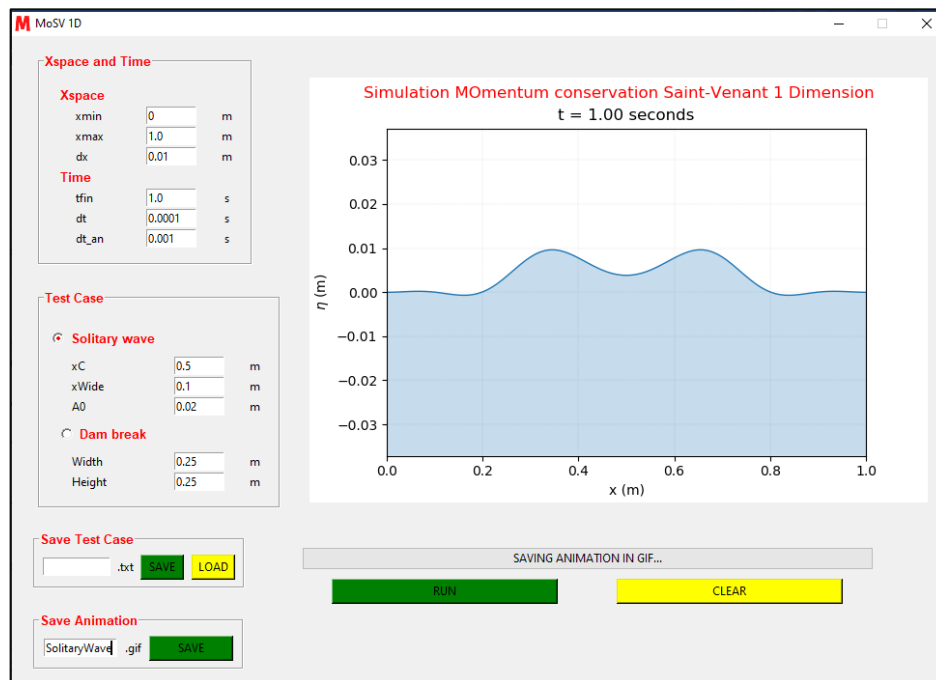 MoSV 1D
Xspace and Time
Xspace
xmin 0 m
xmax 1.0 m
dx 0.01 m
Time
tfin 1.0 s
dt 0.0001 s
dt_an 0.001 s
Test Case
Solitary wave
xC 0.5 m
xWide 0.1 m
A0 0.02 m
Dam break
Width 0.25 m
Height 0.25 m
Save Test Case
.txt SAVE LOAD
Save Animation
SolitaryWave .gif SAVE
Simulation MOmentum conservation Saint-Venant 1 Dimension
t = 1.00 seconds
0.03
0.02
0.01
0.00
−0.01
−0.02
−0.03
η (m)
0.0 0.2 0.4 0.6 0.8 1.0
x (m)
SAVING ANIMATION IN GIF...
RUN CLEAR